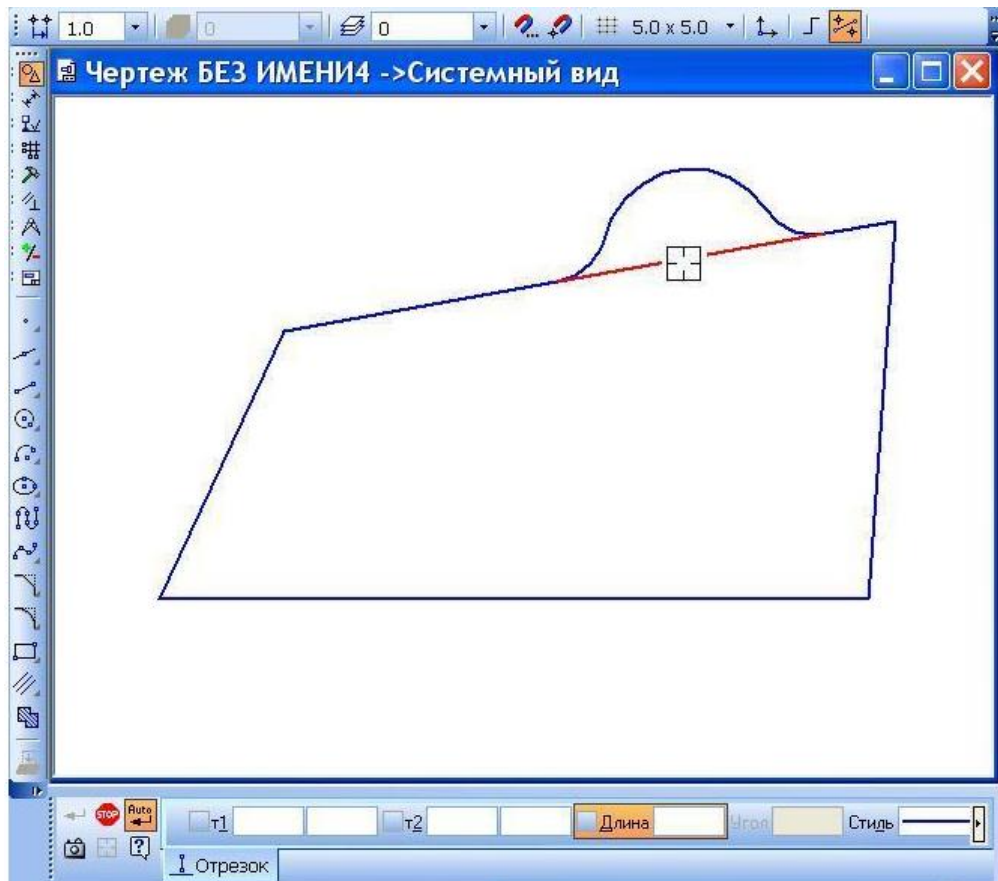 1.0 0 0 5.0 x 5.0
Чертеж БЕЗ ИМЕНИ4 ->Системный вид
STOP Auto т1 т2 Длина Угол Стиль
Отрезок